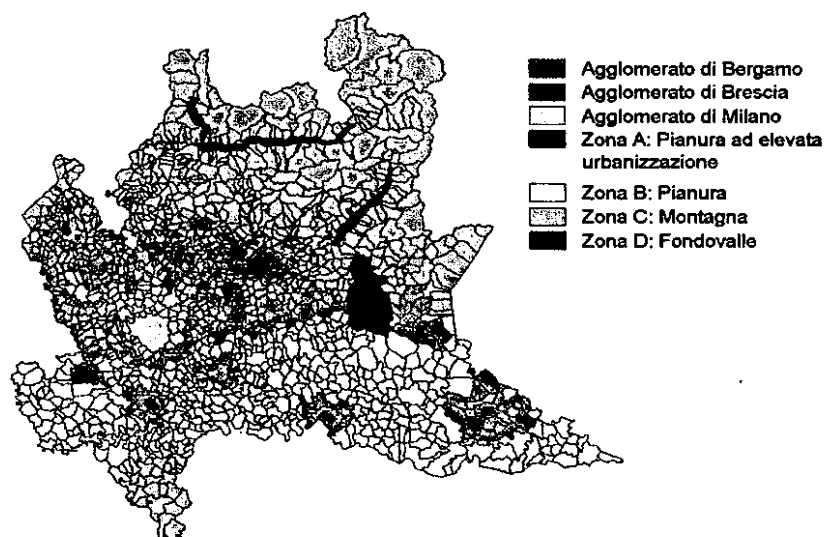 Agglomerato di Bergamo
Agglomerato di Brescia
Agglomerato di Milano
Zona A: Pianura ad elevata
urbanizzazione
Zona B: Pianura
Zona C: Montagna
Zona D: Fondovalle